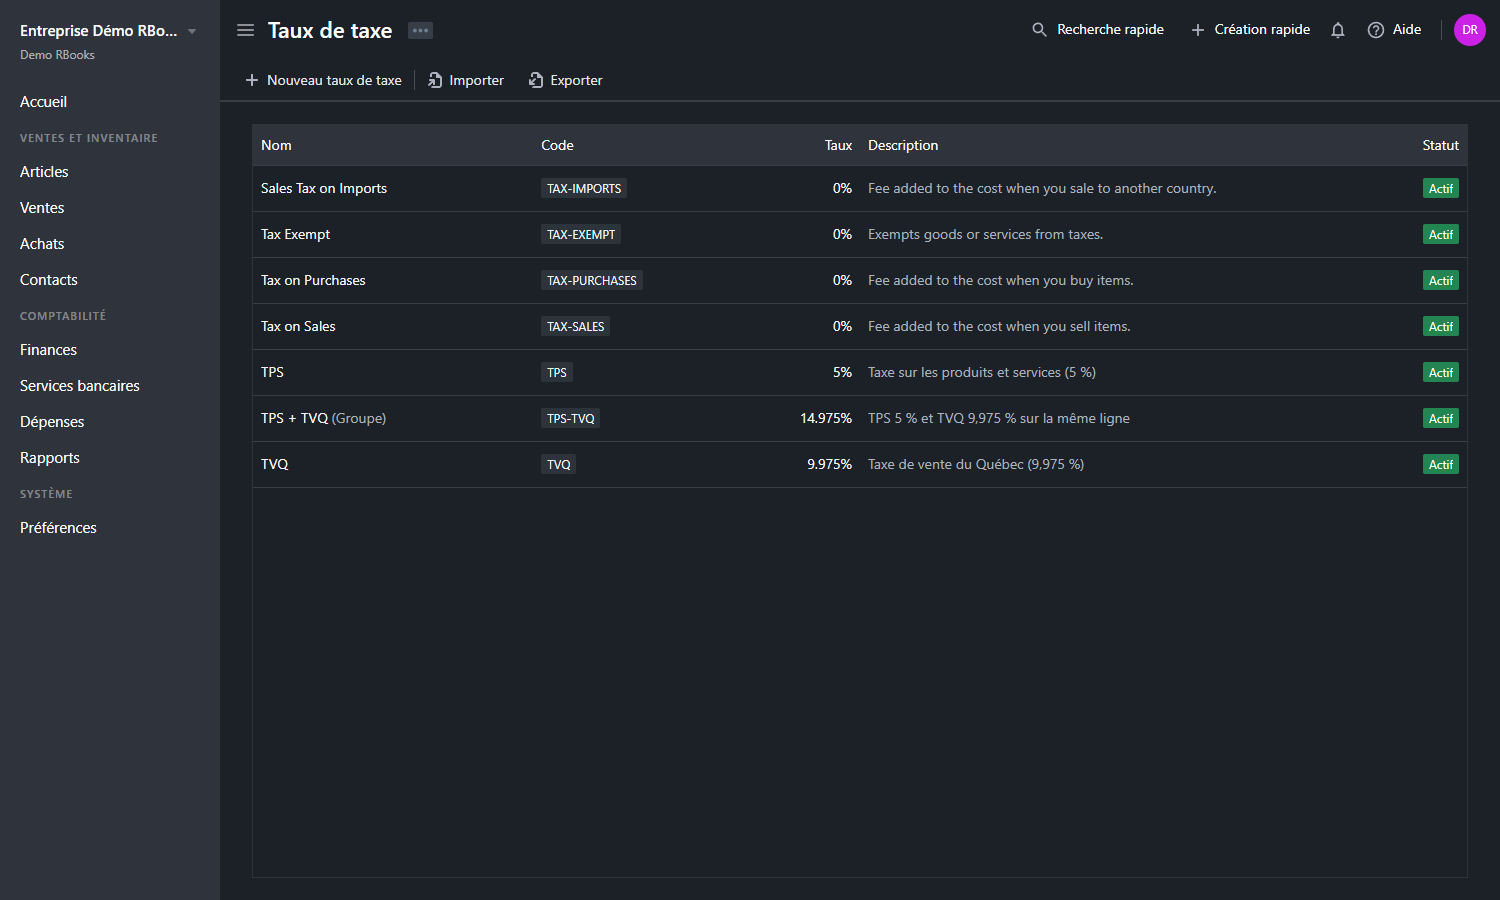 Entreprise Démo RBo...
Demo RBooks
Accueil
VENTES ET INVENTAIRE
Articles
Ventes
Achats
Contacts
COMPTABILITÉ
Finances
Services bancaires
Dépenses
Rapports
SYSTÈME
Préférences
Taux de taxe
Recherche rapide
Création rapide
Aide
DR
Nouveau taux de taxe
Importer
Exporter
Nom Code Taux Description Statut
Sales Tax on Imports TAX-IMPORTS 0% Fee added to the cost when you sale to another country. Actif
Tax Exempt TAX-EXEMPT 0% Exempts goods or services from taxes. Actif
Tax on Purchases TAX-PURCHASES 0% Fee added to the cost when you buy items. Actif
Tax on Sales TAX-SALES 0% Fee added to the cost when you sell items. Actif
TPS TPS 5% Taxe sur les produits et services (5 %) Actif
TPS + TVQ (Groupe) TPS-TVQ 14.975% TPS 5 % et TVQ 9,975 % sur la même ligne Actif
TVQ TVQ 9.975% Taxe de vente du Québec (9,975 %) Actif